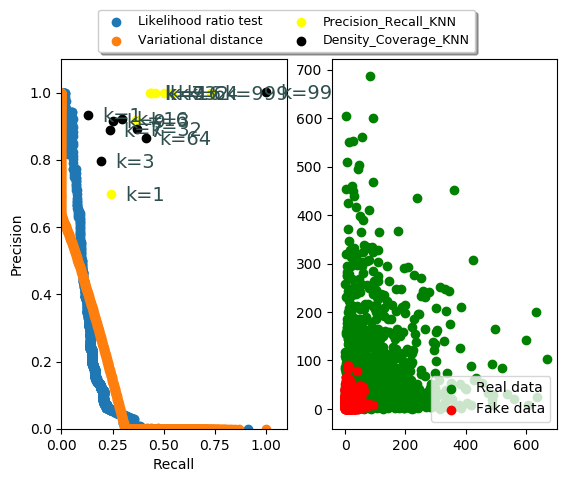 Likelihood ratio test
Variational distance
Precision_Recall_KNN
Density_Coverage_KNN
Precision
1.0
0.8
0.6
0.4
0.2
0.0
k=1
k=3
k=32
k=64
k=1
k=999
k=99
0.00
0.25
0.50
0.75
1.00
Recall
700
600
500
400
300
200
100
0
0
200
400
600
Real data
Fake data